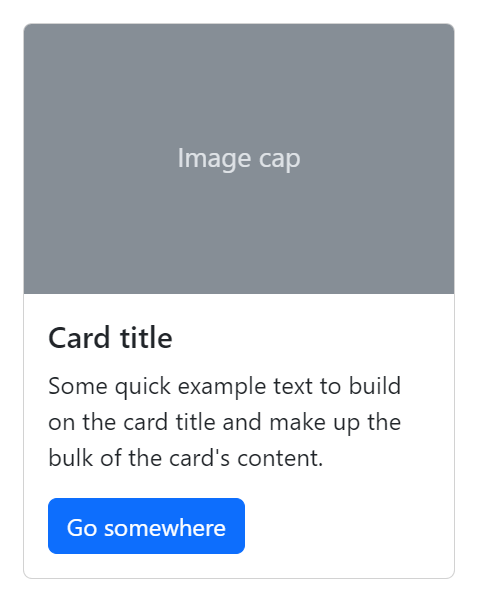 Image cap
Card title
Some quick example text to build
on the card title and make up the
bulk of the card's content.
Go somewhere